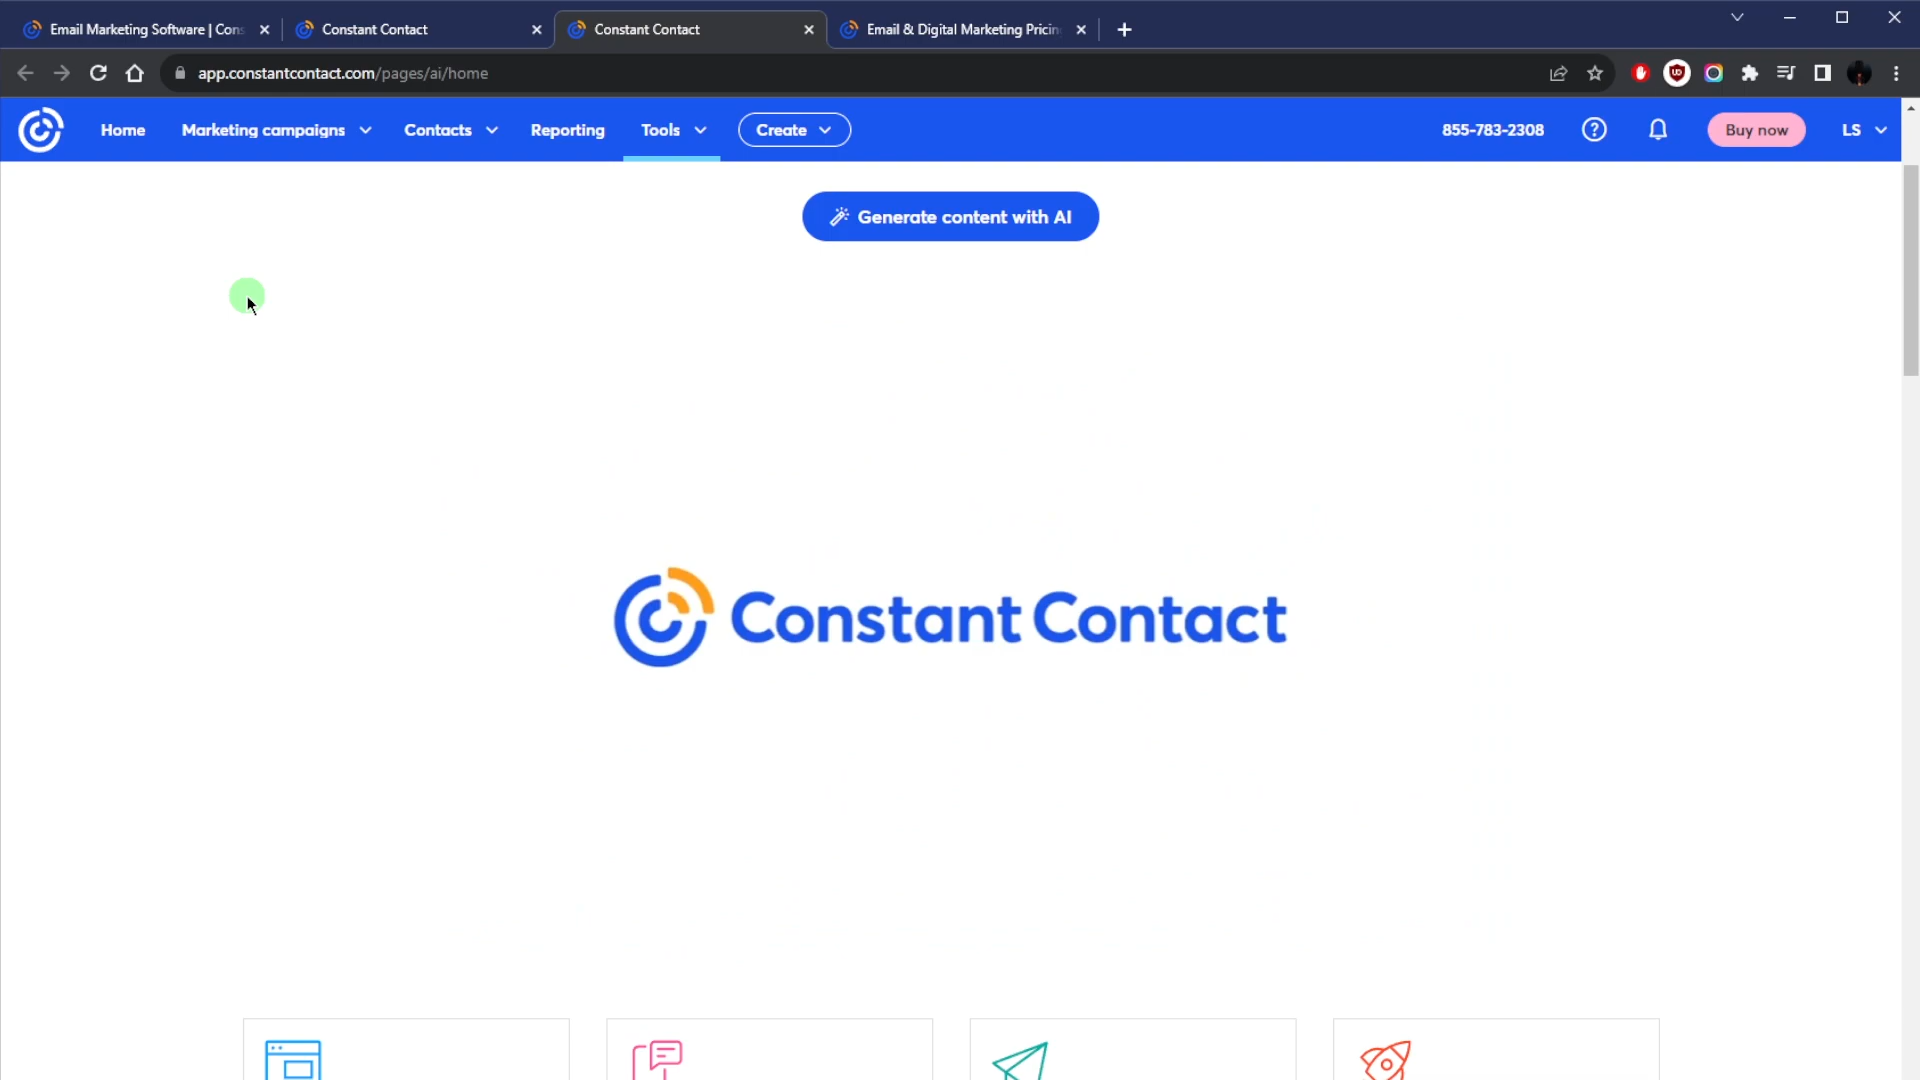 Email Marketing Software | Cons
Constant Contact
Constant Contact
Email & Digital Marketing Pricin
app.constantcontact.com/pages/ai/home
Home
Marketing campaigns
Contacts
Reporting
Tools
Create
855-783-2308
Buy now
LS
Generate content with AI
Constant Contact